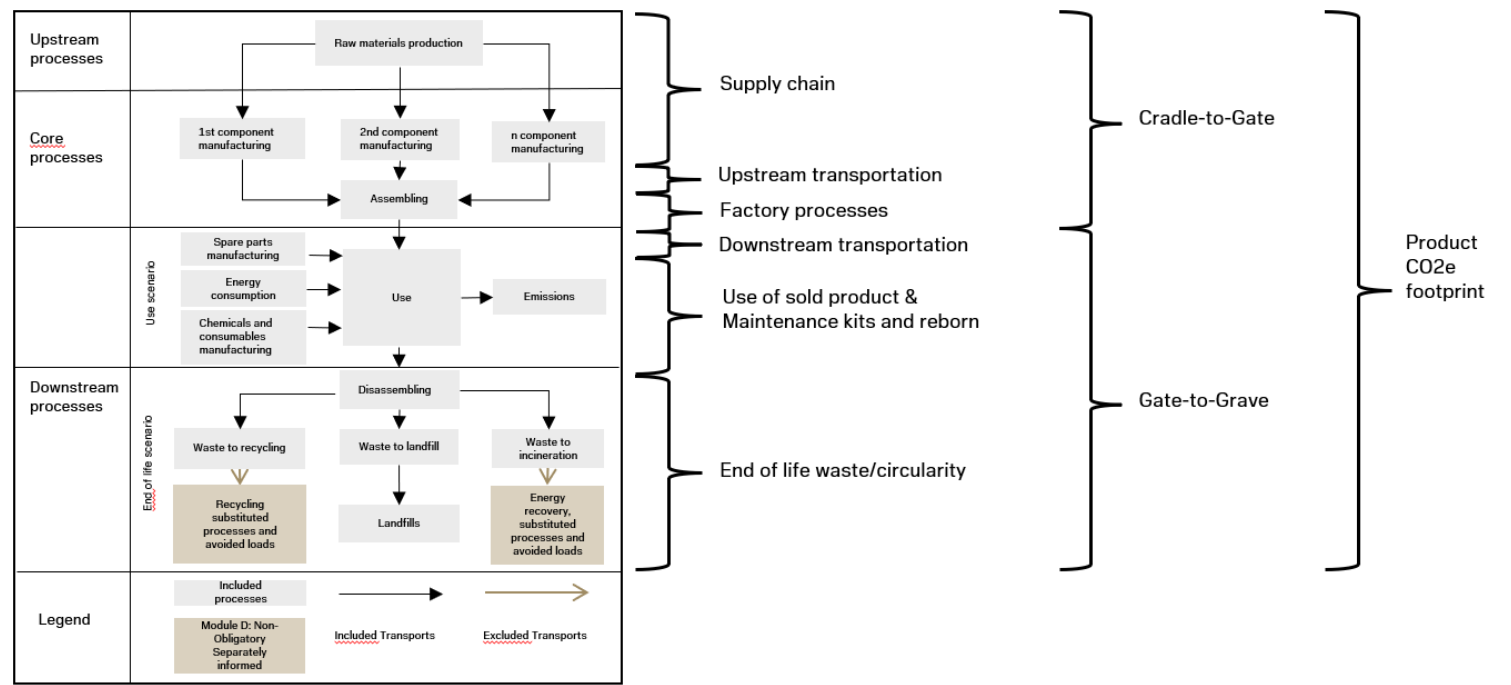 Upstream
processes
Raw materials production
Core
processes
1st component
manufacturing
2nd component
manufacturing
n component
manufacturing
Assembling
Use scenario
Spare parts
manufacturing
Energy
consumption
Chemicals and
consumables
manufacturing
Use
Emissions
Downstream
processes
End of life scenario
Disassembling
Waste to recycling
Waste to landfill
Waste to
incineration
Recycling
substituted
processes and
avoided loads
Landfills
Energy
recovery,
substituted
processes and
avoided loads
Legend
Included
processes
Module D: Non-
Obligatory
Separately
informed
Included Transports
Excluded Transports
Supply chain
Upstream transportation
Factory processes
Downstream transportation
Use of sold product &
Maintenance kits and reborn
End of life waste/circularity
Cradle-to-Gate
Gate-to-Grave
Product
CO2e
footprint